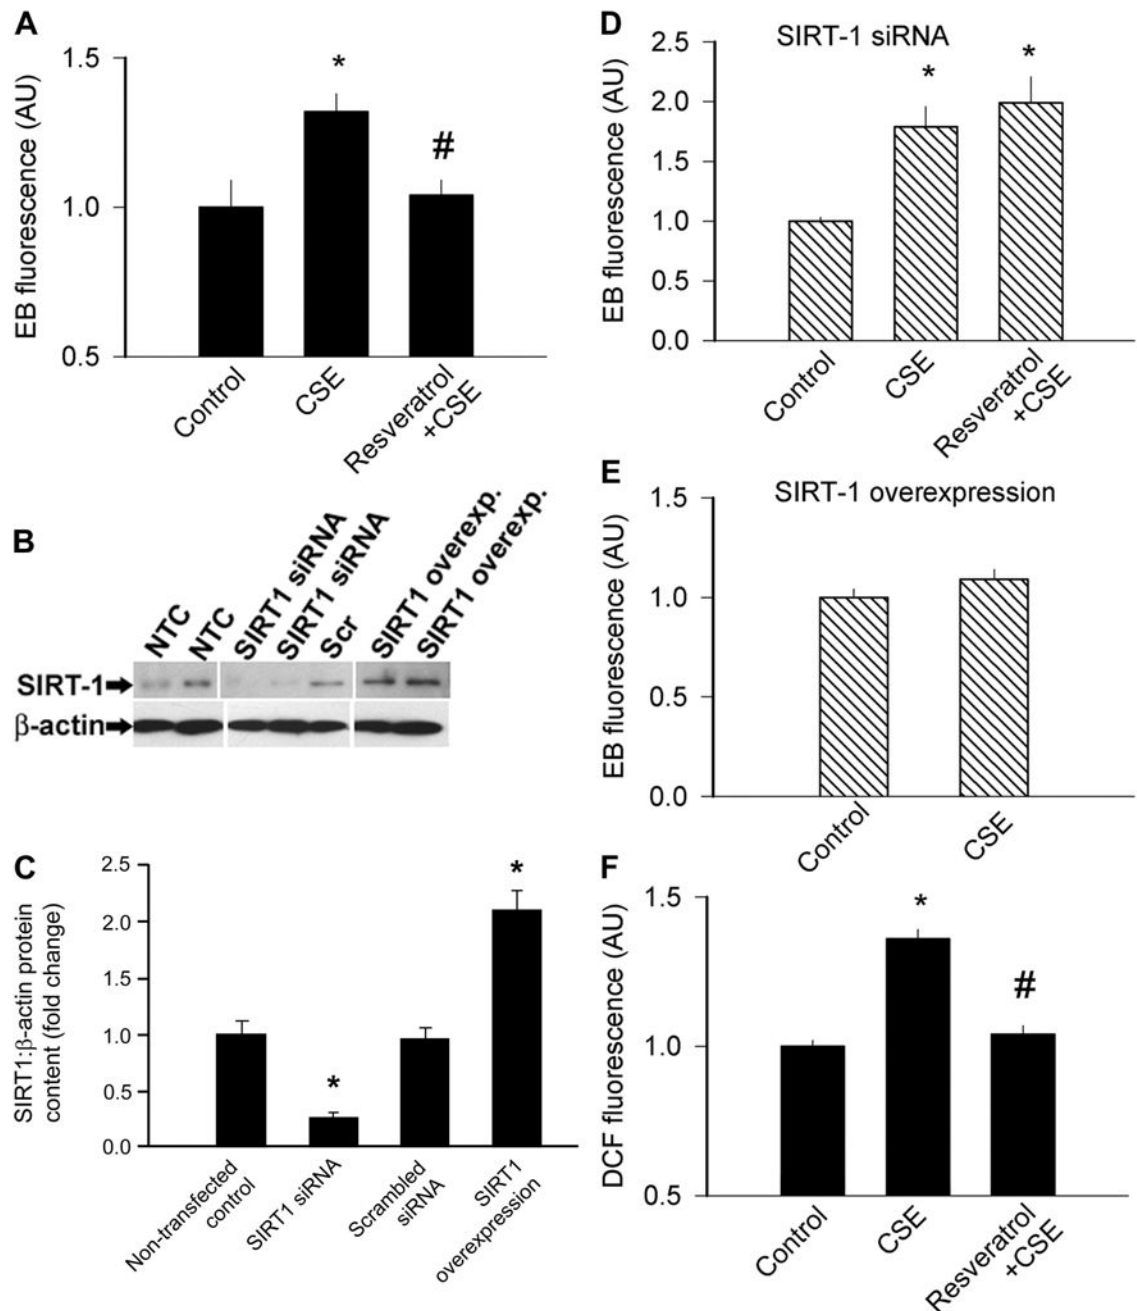 A
EB fluorescence (AU)
1.5
1.0
0.5
*
#
Control
CSE
Resveratrol
+CSE
B
NTC
NTC
SIRT1 siRNA
SIRT1 siRNA
Scr
SIRT1 overexp.
SIRT1 overexp.
SIRT-1
β-actin
C
SIRT1:β-actin protein
content (fold change)
2.5
2.0
1.5
1.0
0.5
0.0
*
*
Non-transfected
control
SIRT1 siRNA
Scrambled
siRNA
SIRT1
overexpression
D
SIRT-1 siRNA
EB fluorescence (AU)
2.5
2.0
1.5
1.0
0.5
0.0
*
*
Control
CSE
Resveratrol
+CSE
E
SIRT-1 overexpression
EB fluorescence (AU)
1.5
1.0
0.5
0.0
Control
CSE
F
DCF fluorescence (AU)
1.5
1.0
0.5
*
#
Control
CSE
Resveratrol
+CSE